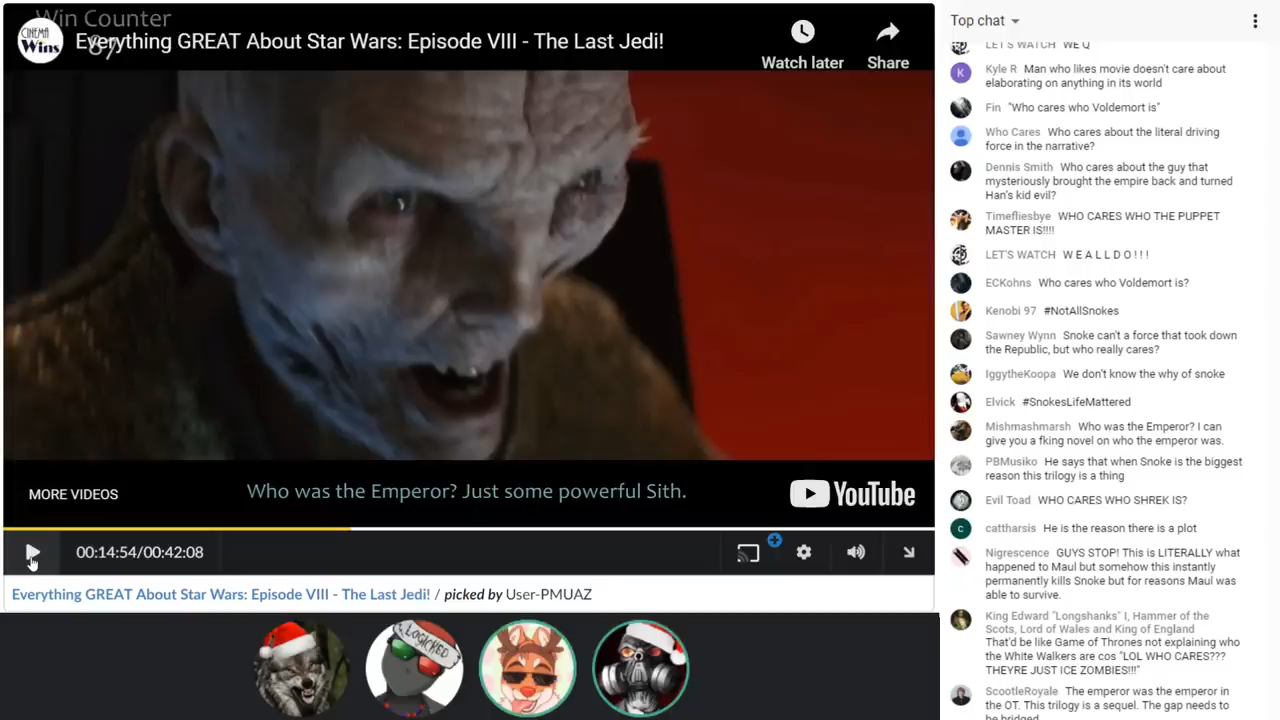 Win Counter
87
CINEMA
Wins
Everything GREAT About Star Wars: Episode VIII - The Last Jedi!
Watch later
Share
MORE VIDEOS
Who was the Emperor? Just some powerful Sith.
YouTube
00:14:54/00:42:08
Everything GREAT About Star Wars: Episode VIII - The Last Jedi! / picked by User-PMUAZ
LOGICKED
Top chat
LET'S WATCH WE Q
Kyle R Man who likes movie doesn't care about
elaborating on anything in its world
Fin "Who cares who Voldemort is"
Who Cares Who cares about the literal driving
force in the narrative?
Dennis Smith Who cares about the guy that
mysteriously brought the empire back and turned
Han's kid evil?
Timefliesbye WHO CARES WHO THE PUPPET
MASTER IS!!!!
LET'S WATCH W E A L L D O ! ! !
ECKohns Who cares who Voldemort is?
Kenobi 97 #NotAllSnokes
Sawney Wynn Snoke can't a force that took down
the Republic, but who really cares?
IggytheKoopa We don't know the why of snoke
Elvick #SnokesLifeMattered
Mishmashmarsh Who was the Emperor? I can
give you a fking novel on who the emperor was.
PBMusiko He says that when Snoke is the biggest
reason this trilogy is a thing
Evil Toad WHO CARES WHO SHREK IS?
c
cattharsis He is the reason there is a plot
Nigrescence GUYS STOP! This is LITERALLY what
happened to Maul but somehow this instantly
permanently kills Snoke but for reasons Maul was
able to survive.
King Edward "Longshanks" I, Hammer of the
Scots, Lord of Wales and King of England
That'd be like Game of Thrones not explaining who
the White Walkers are cos "LOL WHO CARES???
THEYRE JUST ICE ZOMBIES!!!"
ScootleRoyale The emperor was the emperor in
the OT. This trilogy is a sequel. The gap needs to
be bridged